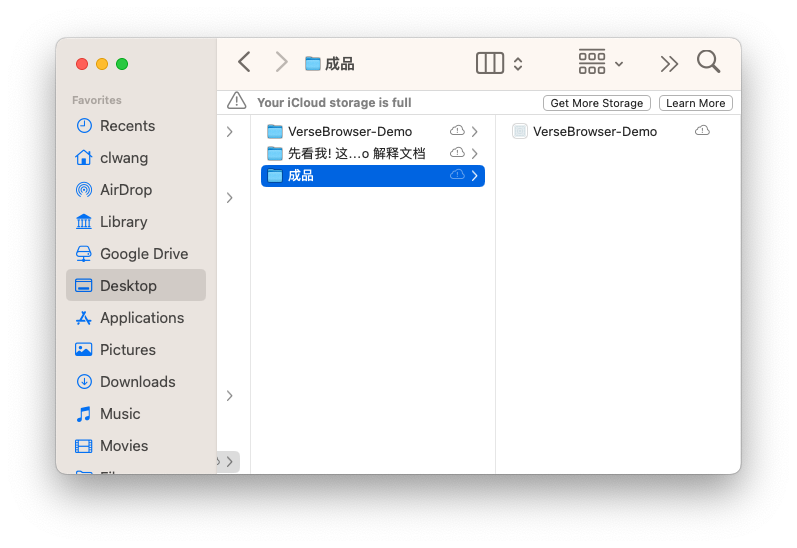 成品
Your iCloud storage is full
Get More Storage
Learn More
Favorites
Recents
clwang
AirDrop
Library
Google Drive
Desktop
Applications
Pictures
Downloads
Music
Movies
VerseBrowser-Demo
先看我! 这...o 解释文档
成品
VerseBrowser-Demo